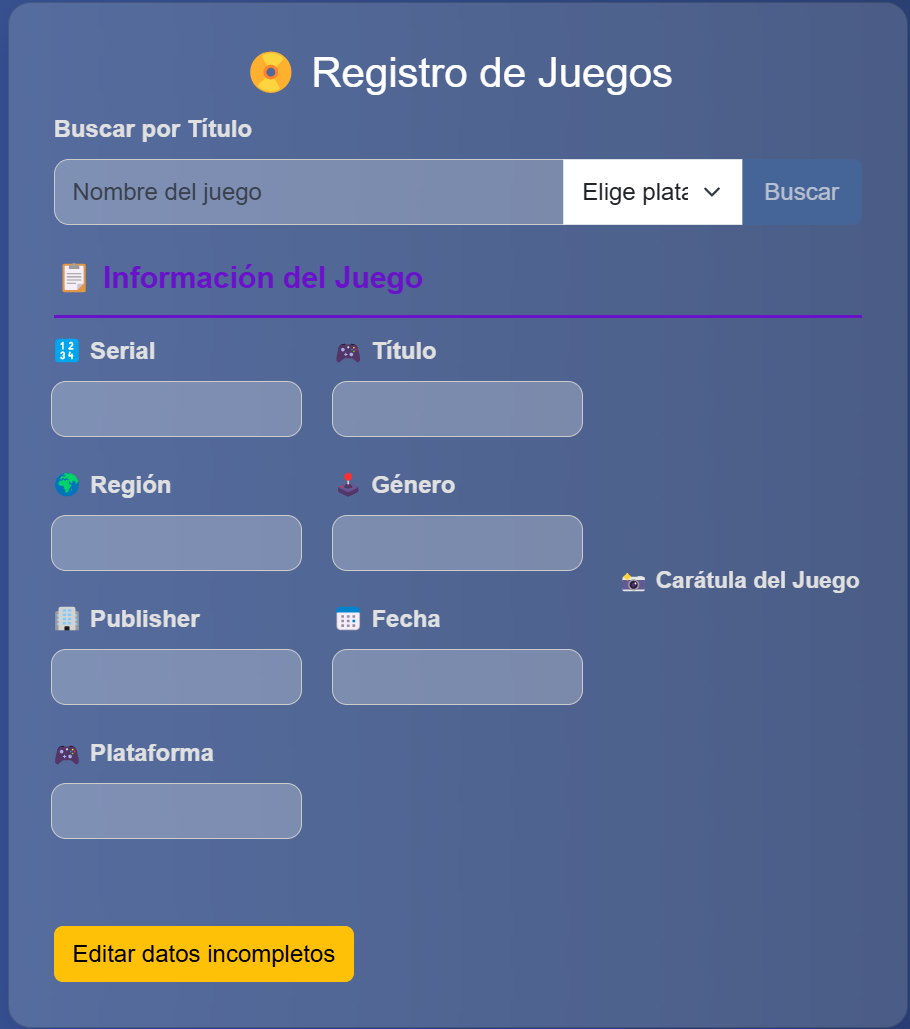 Registro de Juegos
Buscar por Título
Nombre del juego
Elige plata
Buscar
Información del Juego
Serial
Título
Región
Género
Carátula del Juego
Publisher
Fecha
Plataforma
Editar datos incompletos